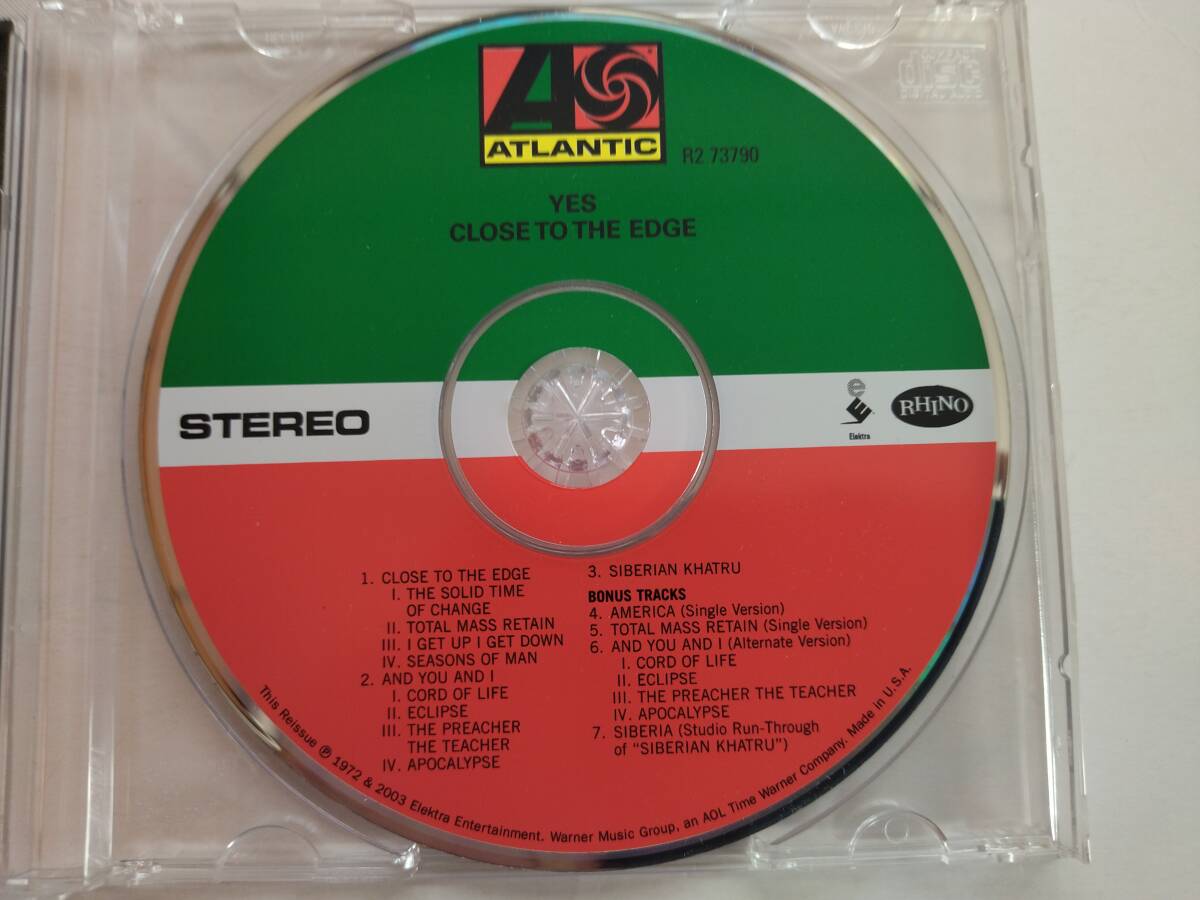 ATLANTIC
R2 73790
YES
CLOSE TO THE EDGE
STEREO
e
E
Elektra
RHINO
1. CLOSE TO THE EDGE
I. THE SOLID TIME
OF CHANGE
II. TOTAL MASS RETAIN
III. I GET UP I GET DOWN
IV. SEASONS OF MAN
2. AND YOU AND I
I. CORD OF LIFE
II. ECLIPSE
III. THE PREACHER
THE TEACHER
IV. APOCALYPSE
3. SIBERIAN KHATRU
BONUS TRACKS
4. AMERICA (Single Version)
5. TOTAL MASS RETAIN (Single Version)
6. AND YOU AND I (Alternate Version)
I. CORD OF LIFE
II. ECLIPSE
III. THE PREACHER THE TEACHER
IV. APOCALYPSE
7. SIBERIA (Studio Run-Through
of "SIBERIAN KHATRU")
This Reissue ℗ 1972 & 2003 Elektra Entertainment. Warner Music Group, an AOL Time Warner Company. Made in U.S.A.
disc
DIGITAL AUDIO